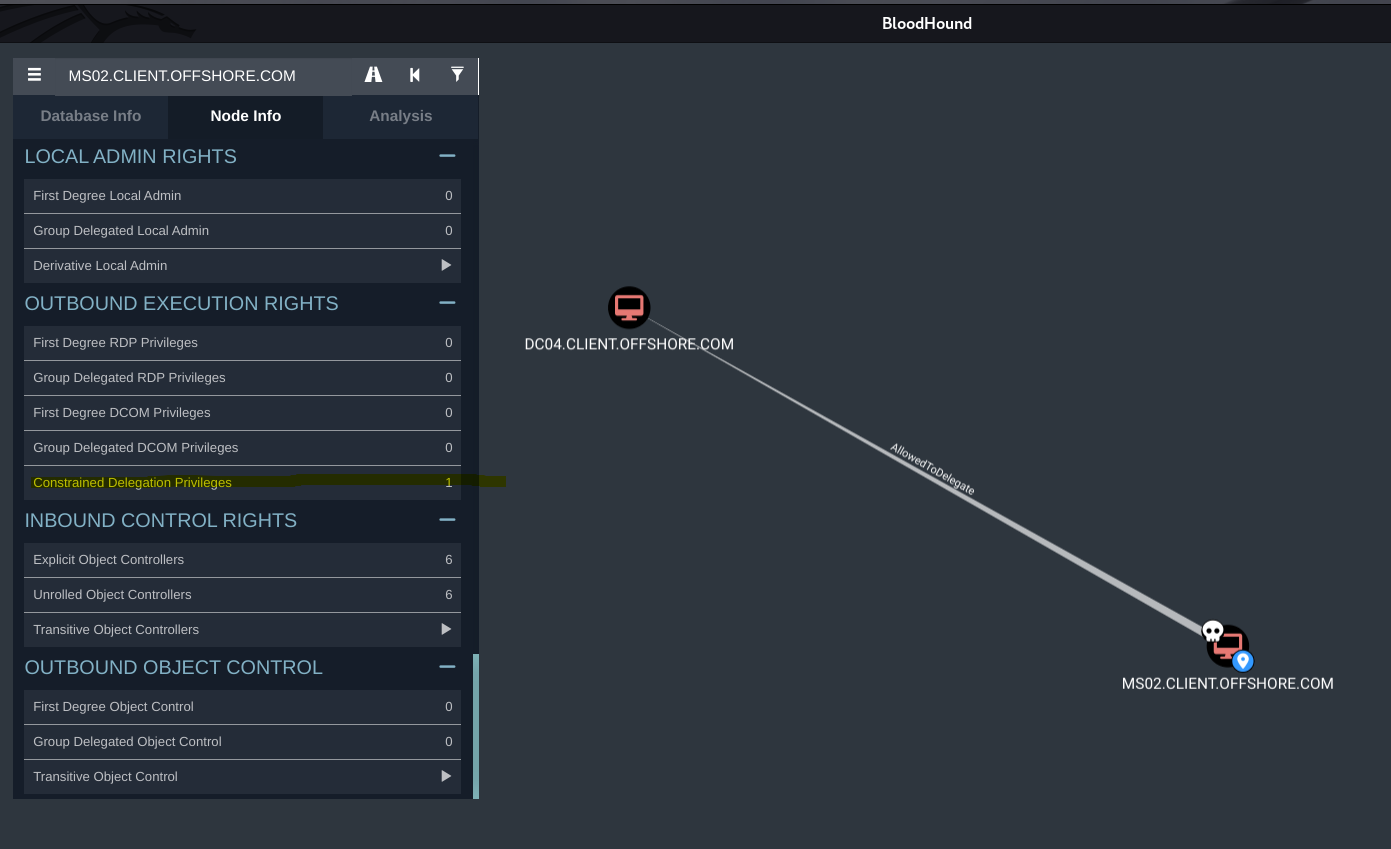 BloodHound
MS02.CLIENT.OFFSHORE.COM
Database Info Node Info Analysis
LOCAL ADMIN RIGHTS
First Degree Local Admin 0
Group Delegated Local Admin 0
Derivative Local Admin
OUTBOUND EXECUTION RIGHTS
First Degree RDP Privileges 0
Group Delegated RDP Privileges 0
First Degree DCOM Privileges 0
Group Delegated DCOM Privileges 0
Constrained Delegation Privileges 1
INBOUND CONTROL RIGHTS
Explicit Object Controllers 6
Unrolled Object Controllers 6
Transitive Object Controllers
OUTBOUND OBJECT CONTROL
First Degree Object Control 0
Group Delegated Object Control 0
Transitive Object Control
DC04.CLIENT.OFFSHORE.COM
AllowedToDelegate
MS02.CLIENT.OFFSHORE.COM